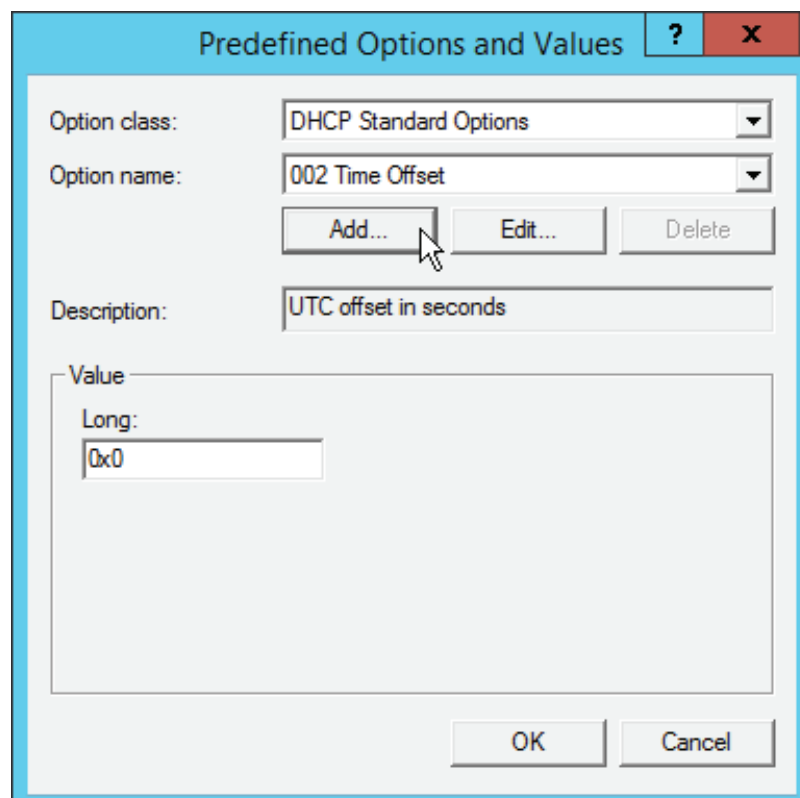 Predefined Options and Values ? x
Option class: DHCP Standard Options
Option name: 002 Time Offset
Add... Edit... Delete
Description: UTC offset in seconds
Value
Long:
0x0
OK Cancel